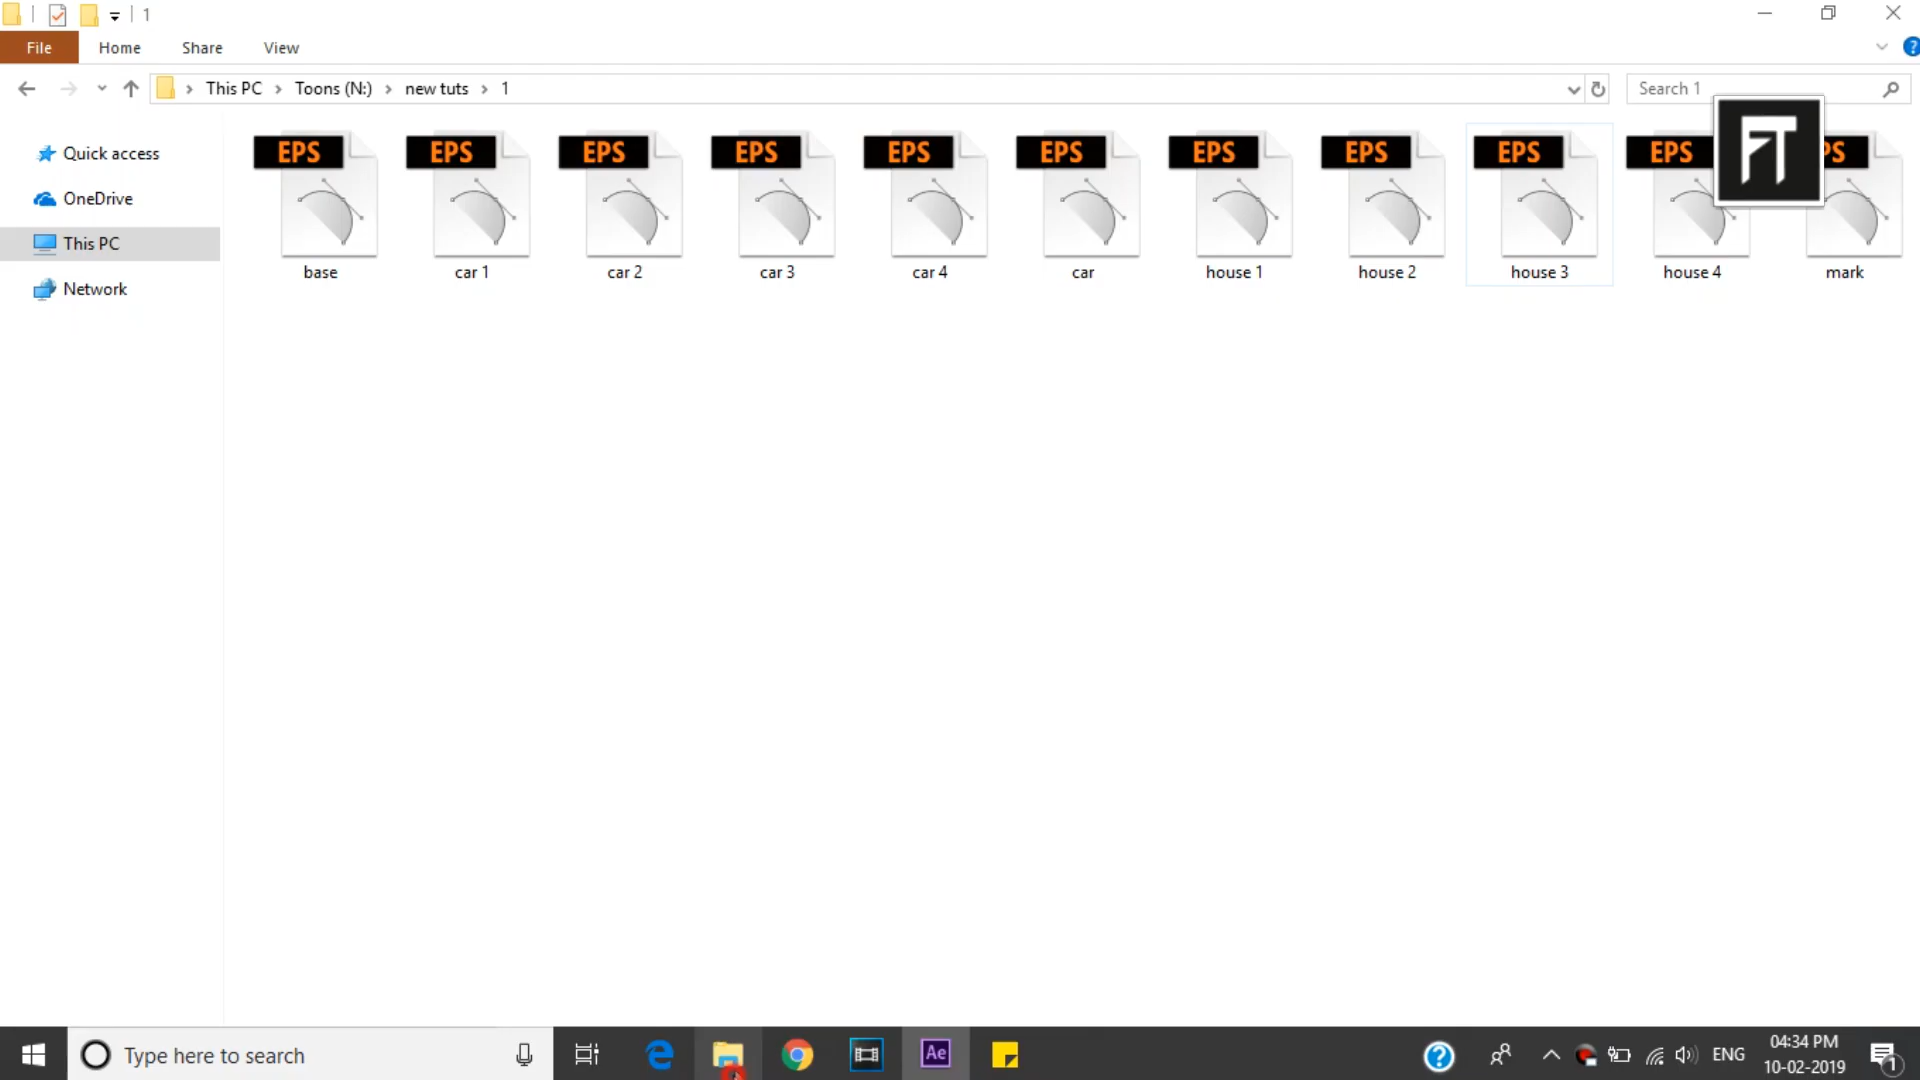 1
File Home Share View
This PC Toons (N:) new tuts 1 Search 1
Quick access
OneDrive
This PC
Network
EPS EPS EPS EPS EPS EPS EPS EPS EPS EPS PS
FT
base car 1 car 2 car 3 car 4 car house 1 house 2 house 3 house 4 mark
Type here to search
Ae
ENG
04:34 PM
10-02-2019
1